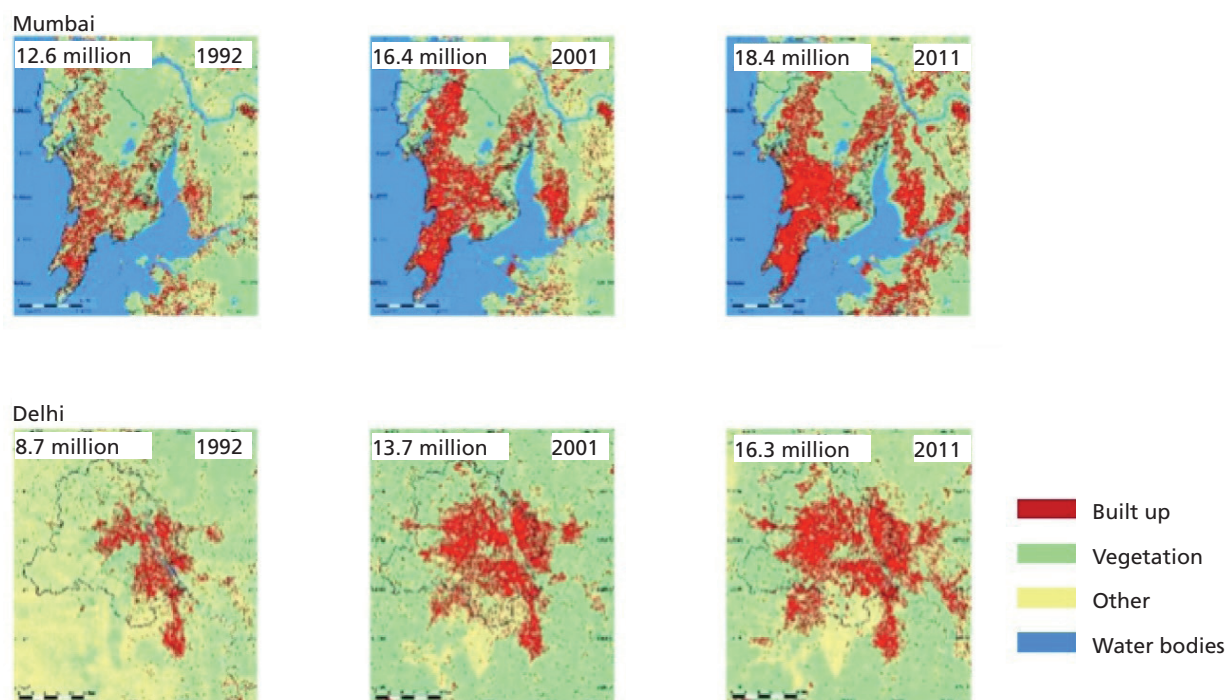 Mumbai
12.6 million 1992
16.4 million 2001
18.4 million 2011
Delhi
8.7 million 1992
13.7 million 2001
16.3 million 2011
Built up
Vegetation
Other
Water bodies